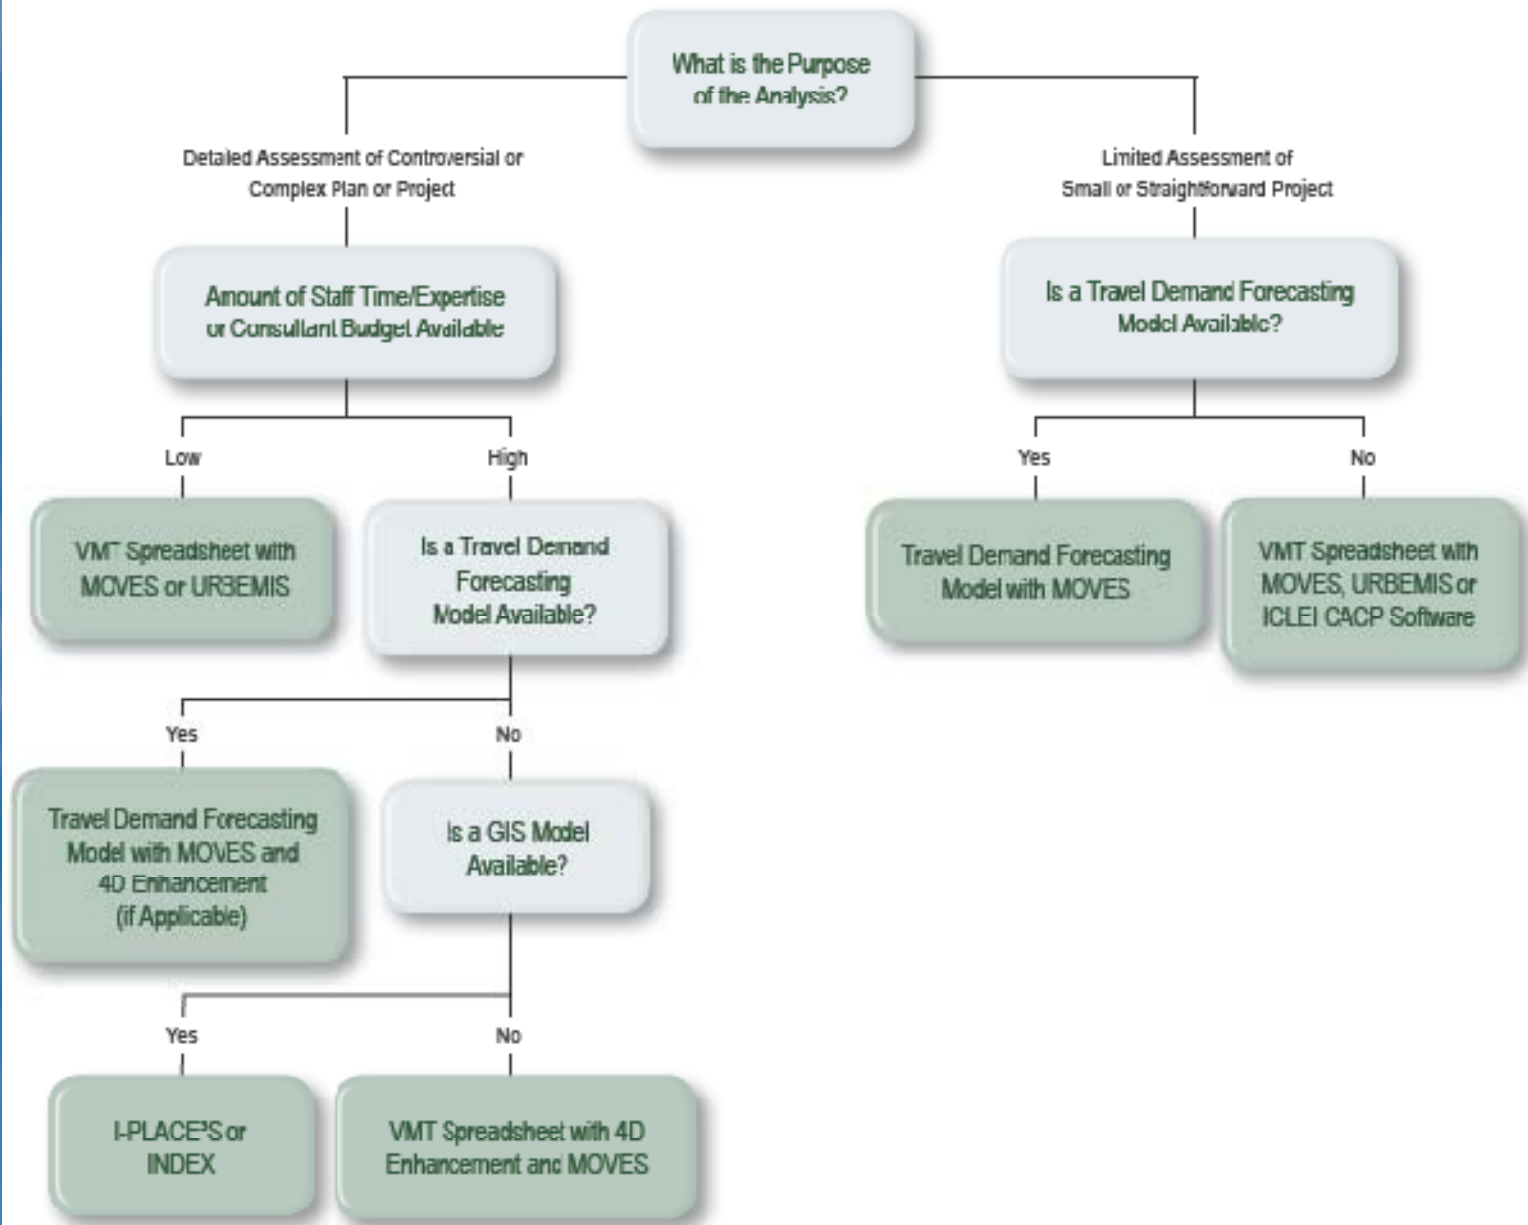 What is the Purpose
of the Analysis?
Detailed Assessment of Controversial or
Complex Plan or Project
Limited Assessment of
Small or Straightforward Project
Amount of Staff Time/Expertise
or Consultant Budget Available
Is a Travel Demand Forecasting
Model Available?
Low
High
Yes
No
VMT Spreadsheet with
MOVES or URBEMIS
Is a Travel Demand
Forecasting
Model Available?
Travel Demand Forecasting
Model with MOVES
VMT Spreadsheet with
MOVES, URBEMIS or
ICLEI CACP Software
Yes
No
Travel Demand Forecasting
Model with MOVES and
4D Enhancement
(if Applicable)
Is a GIS Model
Available?
Yes
No
I-PLACE³S or
INDEX
VMT Spreadsheet with 4D
Enhancement and MOVES